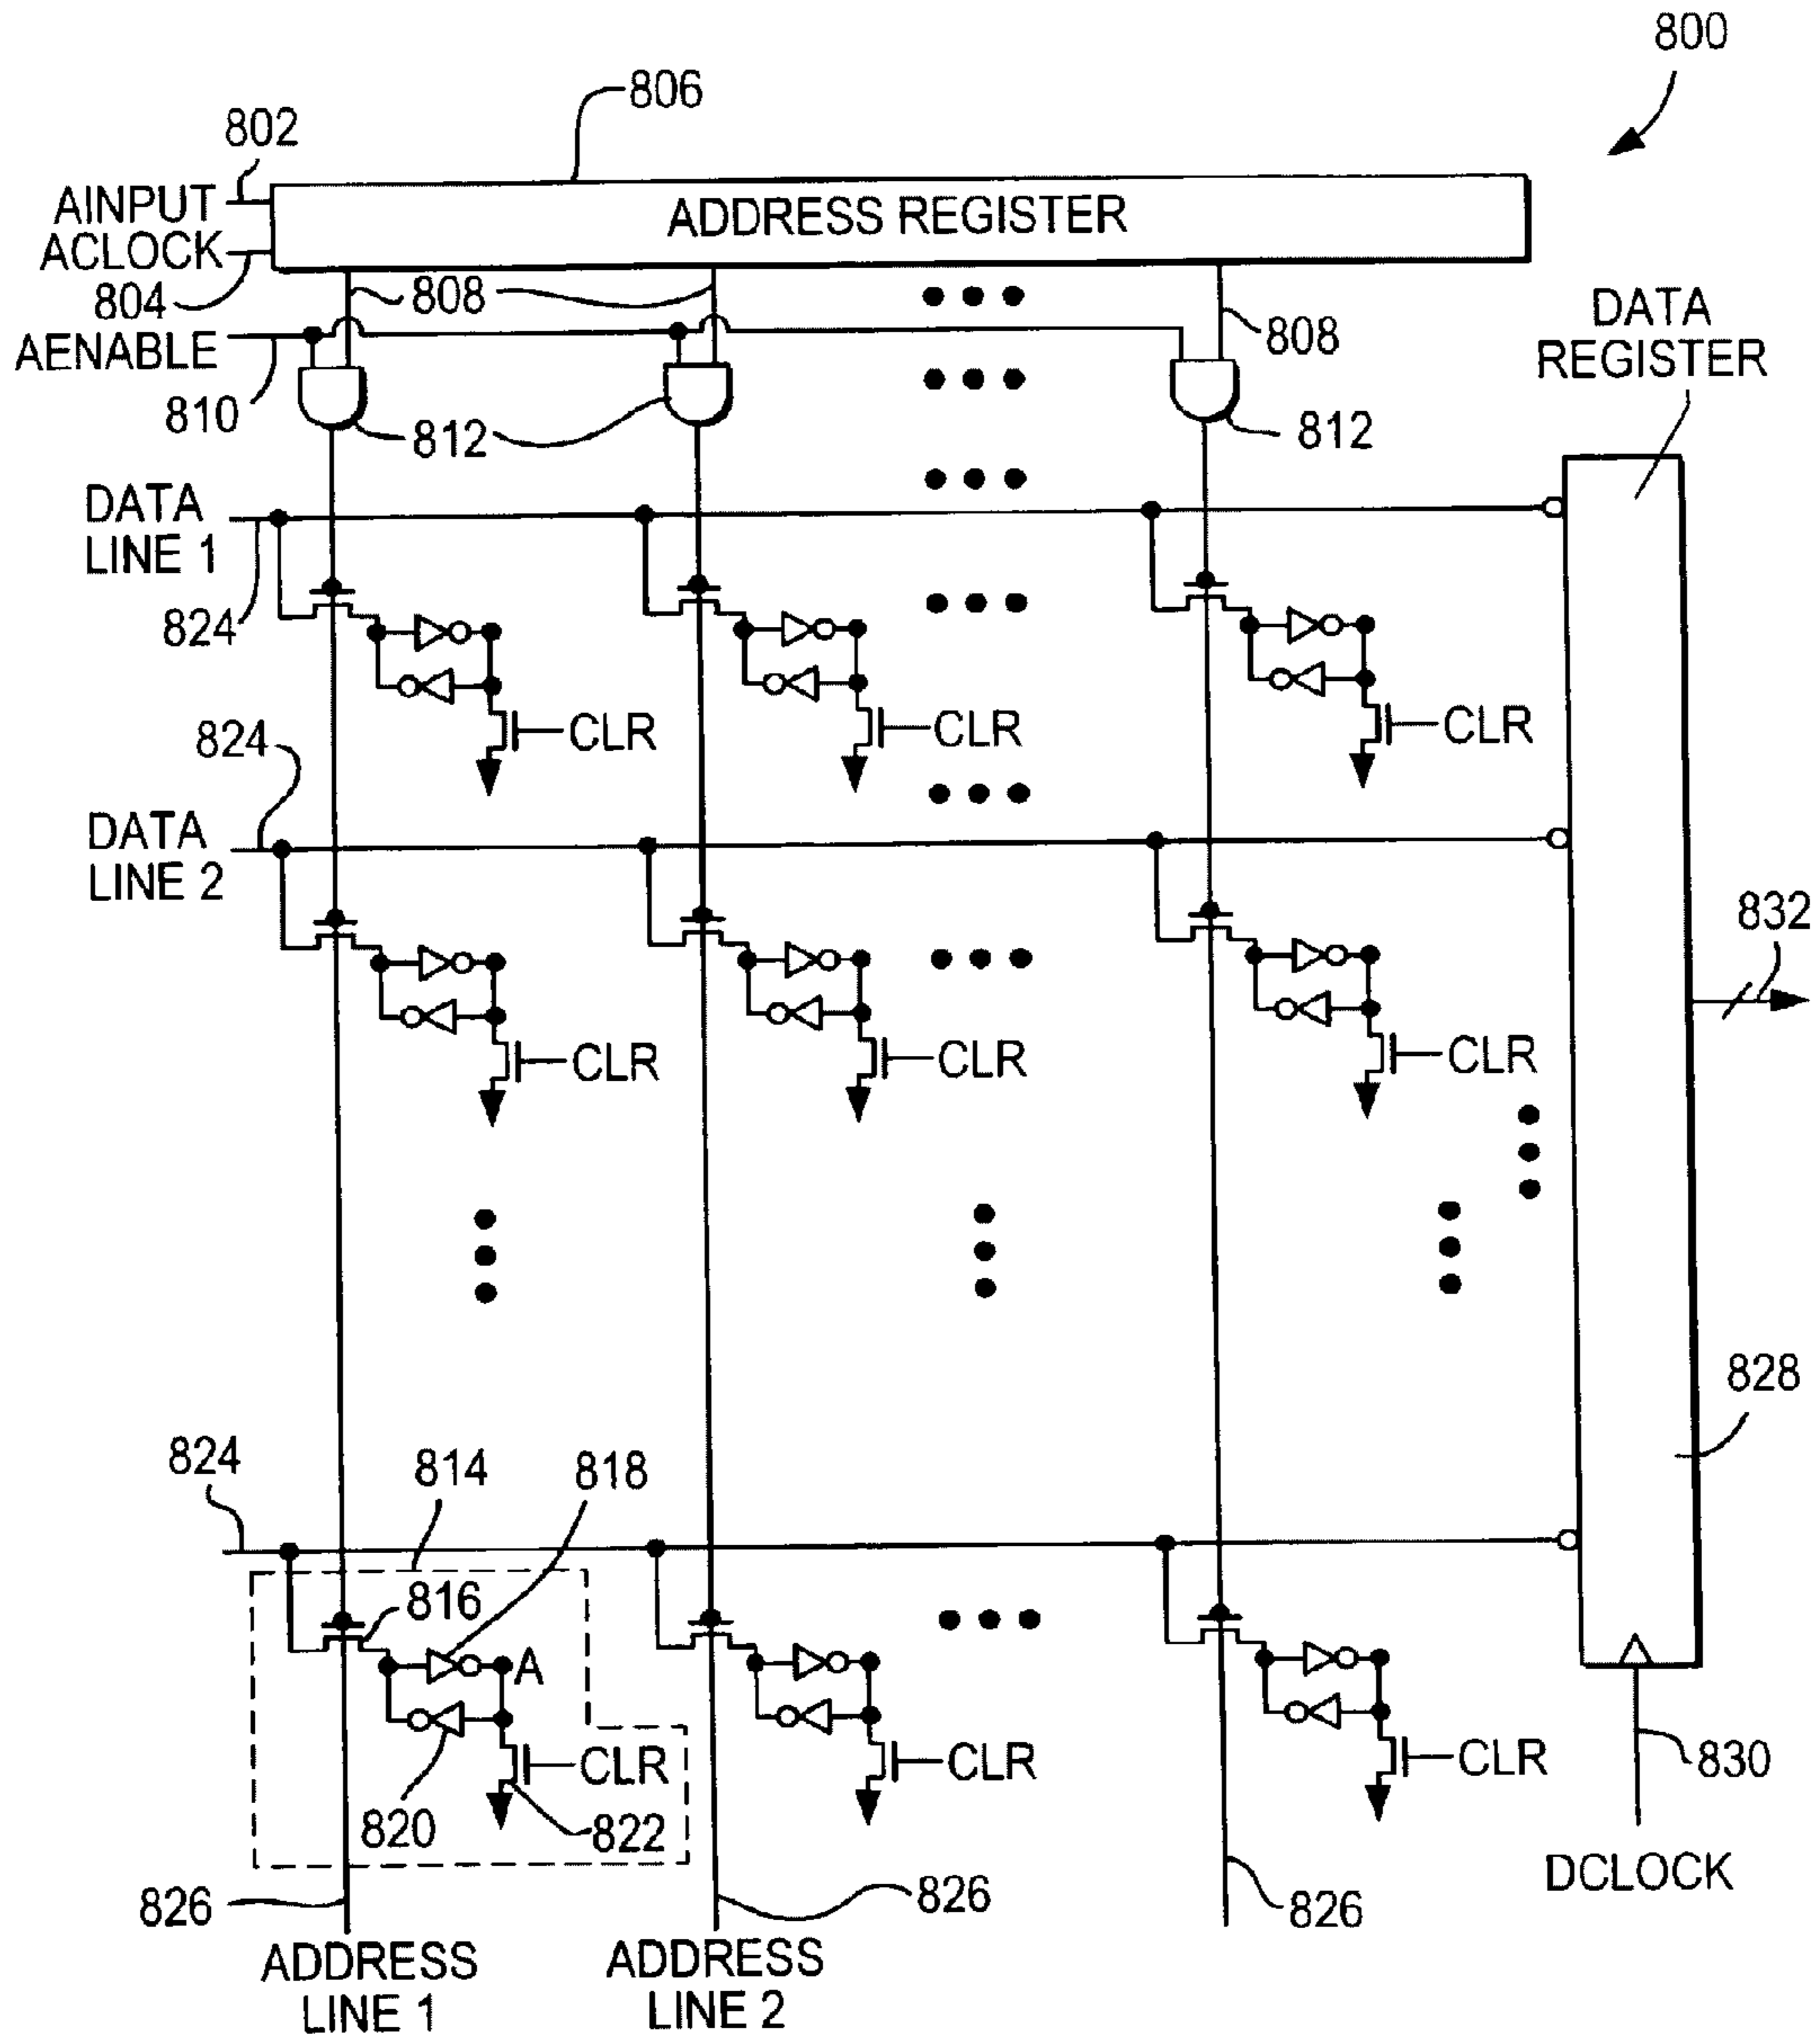 800
806
802
AINPUT
ADDRESS REGISTER
ACLOCK
804
808
808
DATA
REGISTER
AENABLE
810
812
812
DATA
LINE 1
824
CLR
CLR
CLR
824
DATA
LINE 2
832
CLR
CLR
CLR
828
824
814
818
816
A
CLR
CLR
CLR
820
822
830
DCLOCK
826
826
826
ADDRESS
LINE 1
ADDRESS
LINE 2